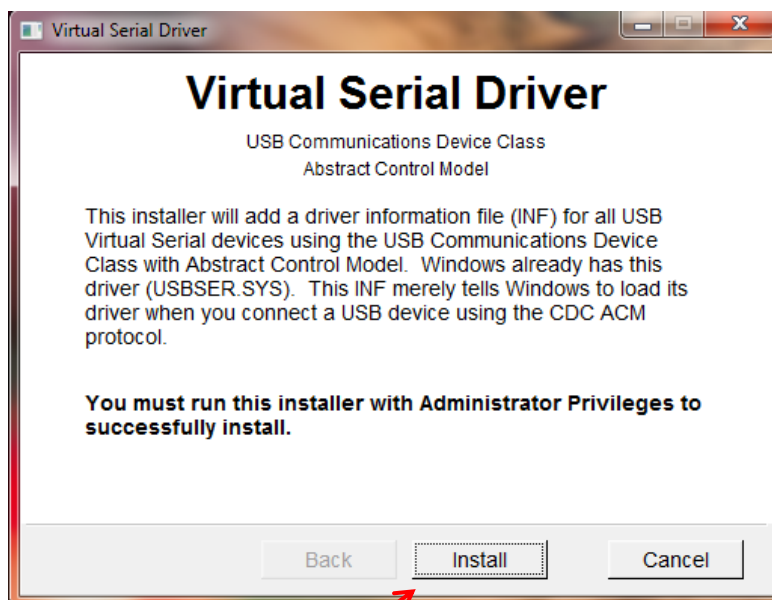 Virtual Serial Driver
Virtual Serial Driver
USB Communications Device Class
Abstract Control Model
This installer will add a driver information file (INF) for all USB
Virtual Serial devices using the USB Communications Device
Class with Abstract Control Model.  Windows already has this
driver (USBSER.SYS).  This INF merely tells Windows to load its
driver when you connect a USB device using the CDC ACM
protocol.
You must run this installer with Administrator Privileges to
successfully install.
Back Install Cancel